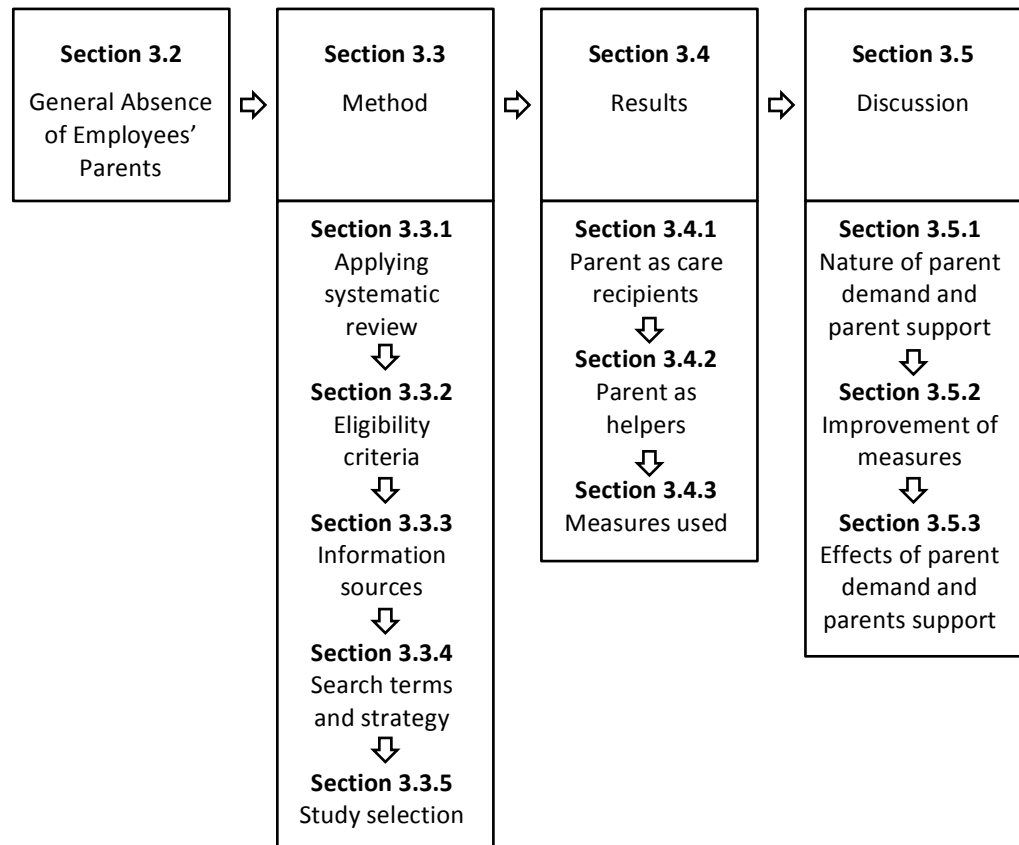 Section 3.2
General Absence
of Employees’
Parents
Section 3.3
Method
Section 3.4
Results
Section 3.5
Discussion
Section 3.3.1
Applying
systematic
review
Section 3.3.2
Eligibility
criteria
Section 3.3.3
Information
sources
Section 3.3.4
Search terms
and strategy
Section 3.3.5
Study selection
Section 3.4.1
Parent as care
recipients
Section 3.4.2
Parent as
helpers
Section 3.4.3
Measures used
Section 3.5.1
Nature of parent
demand and
parent support
Section 3.5.2
Improvement of
measures
Section 3.5.3
Effects of parent
demand and
parents support